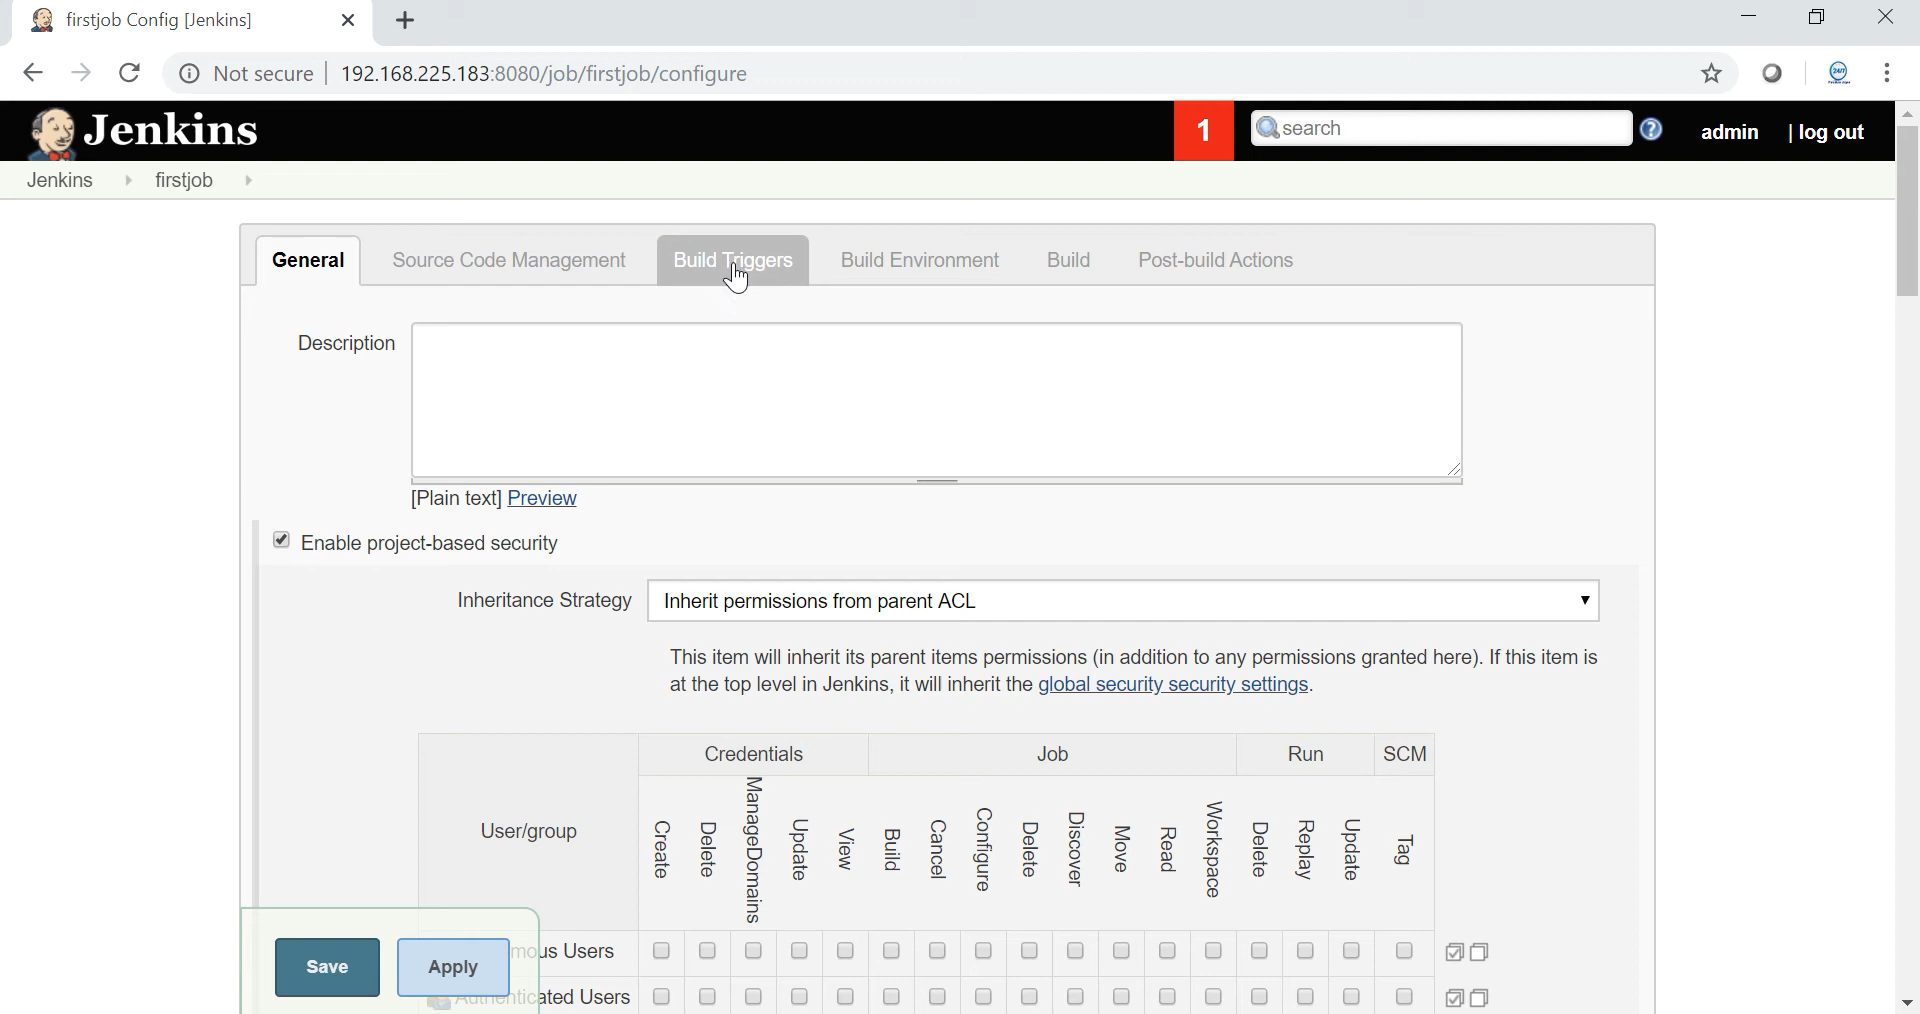 firstjob Config [Jenkins]
Not secure 192.168.225.183:8080/job/firstjob/configure
Jenkins 1 search admin | log out
Jenkins firstjob
General Source Code Management Build Triggers Build Environment Build Post-build Actions
Description
[Plain text] Preview
Enable project-based security
Inheritance Strategy Inherit permissions from parent ACL
This item will inherit its parent items permissions (in addition to any permissions granted here). If this item is
at the top level in Jenkins, it will inherit the global security security settings.
Credentials Job Run SCM
User/group Create Delete ManageDomains Update View Build Cancel Configure Delete Discover Move Read Workspace Delete Replay Update Tag
mous Users
Authenticated Users
Save Apply